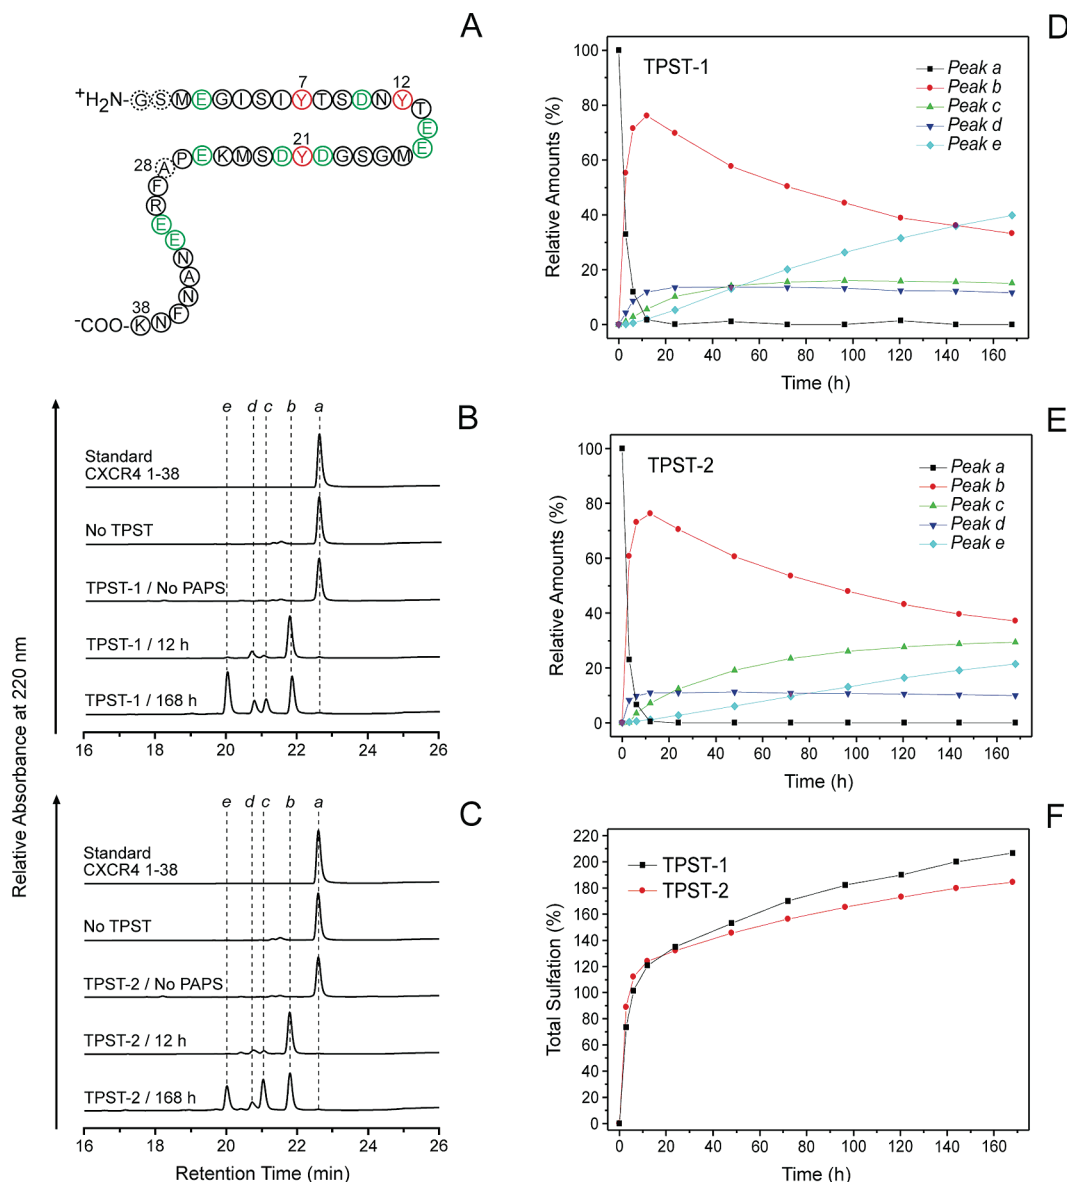 A
+H2N-GSMEGISIYTSDNYT
7
12
E
E
PEKMSDYDGSGM
21
28
A
F
R
E
E
N
A
N
F
N
K
38
-COO-
B
Relative Absorbance at 220 nm
e d c b a
Standard
CXCR4 1-38
No TPST
TPST-1 / No PAPS
TPST-1 / 12 h
TPST-1 / 168 h
16 18 20 22 24 26
C
e d c b a
Standard
CXCR4 1-38
No TPST
TPST-2 / No PAPS
TPST-2 / 12 h
TPST-2 / 168 h
16 18 20 22 24 26
Retention Time (min)
D
TPST-1
Peak a
Peak b
Peak c
Peak d
Peak e
Relative Amounts (%)
100
80
60
40
20
0
0 20 40 60 80 100 120 140 160
Time (h)
E
TPST-2
Peak a
Peak b
Peak c
Peak d
Peak e
Relative Amounts (%)
100
80
60
40
20
0
0 20 40 60 80 100 120 140 160
Time (h)
F
TPST-1
TPST-2
Total Sulfation (%)
220
200
180
160
140
120
100
80
60
40
20
0
0 20 40 60 80 100 120 140 160
Time (h)